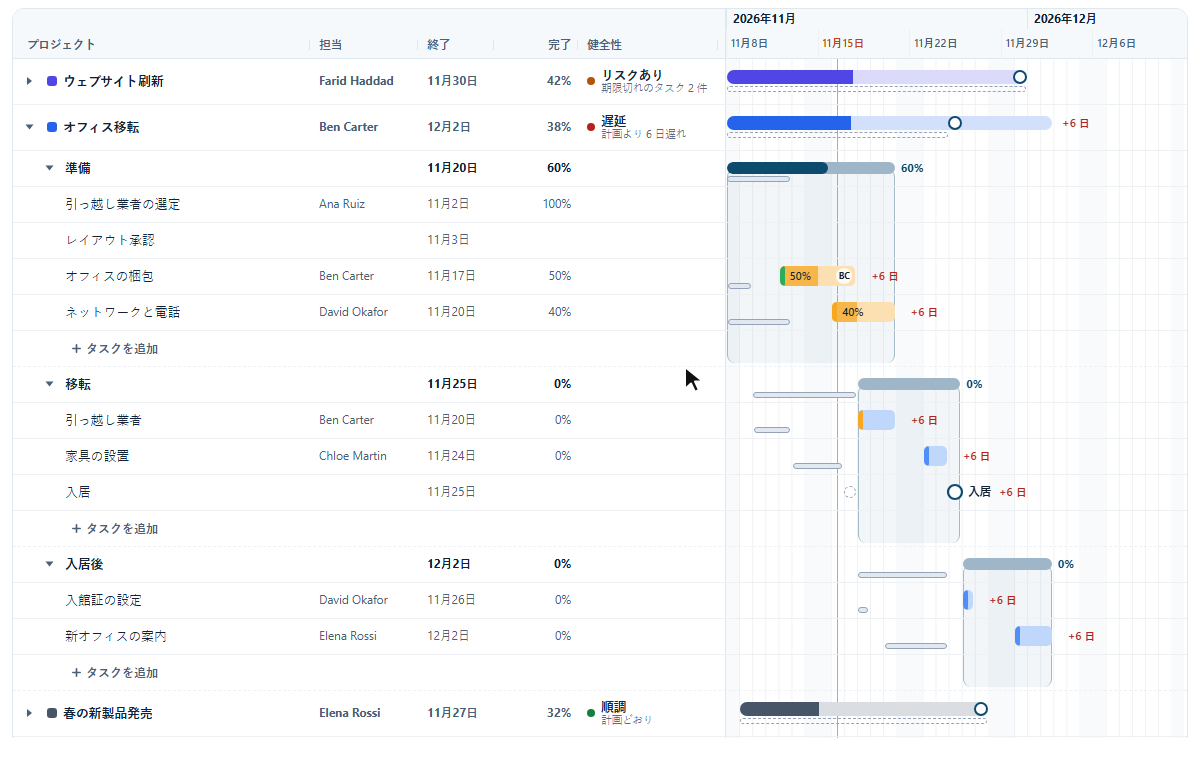 2026年11月 2026年12月
プロジェクト 担当 終了 完了 健全性 11月8日 11月15日 11月22日 11月29日 12月6日
ウェブサイト刷新 Farid Haddad 11月30日 42% リスクあり
期限切れのタスク 2 件
オフィス移転 Ben Carter 12月2日 38% 遅延 +6 日
計画より 6 日遅れ
準備 11月20日 60% 60%
引っ越し業者の選定 Ana Ruiz 11月2日 100%
レイアウト承認 11月3日
オフィスの梱包 Ben Carter 11月17日 50% 50% BC +6 日
ネットワークと電話 David Okafor 11月20日 40% 40% +6 日
+ タスクを追加
移転 11月25日 0% 0%
引っ越し業者 Ben Carter 11月20日 0% +6 日
家具の設置 Chloe Martin 11月24日 0% +6 日
入居 11月25日 入居 +6 日
+ タスクを追加
入居後 12月2日 0% 0%
入館証の設定 David Okafor 11月26日 0% +6 日
新オフィスの案内 Elena Rossi 12月2日 0% +6 日
+ タスクを追加
春の新製品発売 Elena Rossi 11月27日 32% 順調
計画どおり